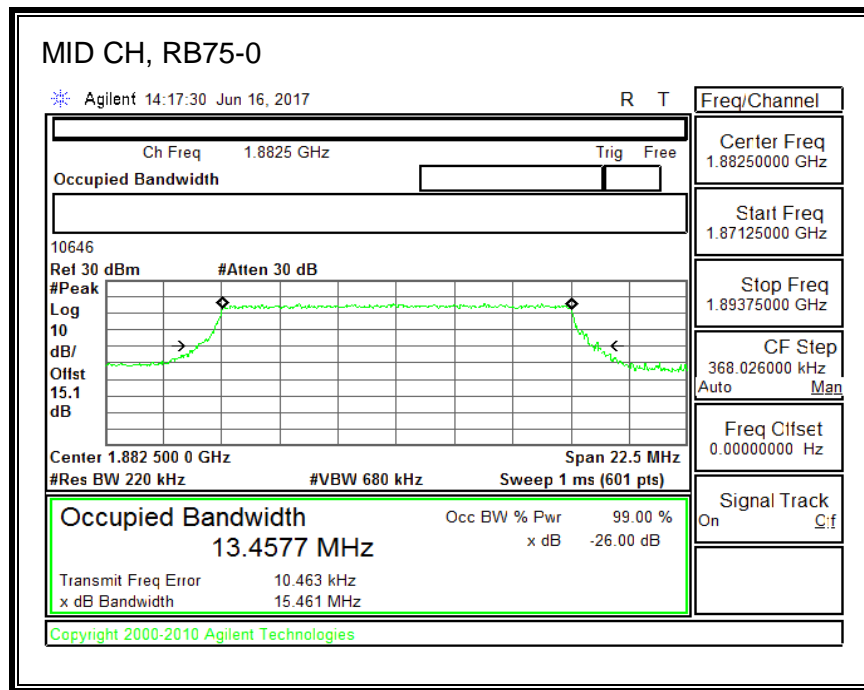 MID CH, RB75-0
Agilent 14:17:30 Jun 16, 2017 R T
Freq/Channel
Ch Freq 1.8825 GHz Trig Free
Occupied Bandwidth
Center Freq
1.88250000 GHz
Start Freq
1.87125000 GHz
Stop Freq
1.89375000 GHz
CF Step
368.026000 kHz
Auto Man
Freq Offset
0.00000000 Hz
Signal Track
On Off
10646
Ref 30 dBm #Atten 30 dB
#Peak
Log
10
dB/
Offst
15.1
dB
Center 1.882 500 0 GHz Span 22.5 MHz
#Res BW 220 kHz #VBW 680 kHz Sweep 1 ms (601 pts)
Occupied Bandwidth
13.4577 MHz
Occ BW % Pwr 99.00 %
x dB -26.00 dB
Transmit Freq Error 10.463 kHz
x dB Bandwidth 15.461 MHz
Copyright 2000-2010 Agilent Technologies